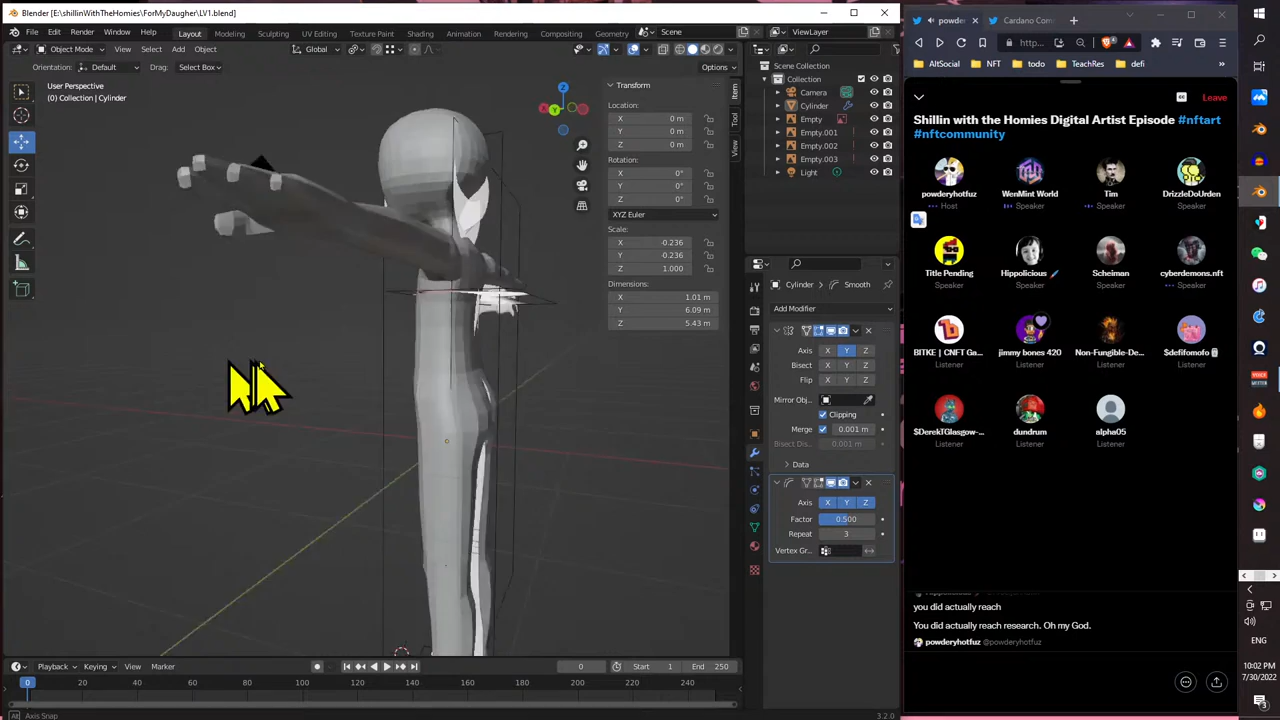 Blender [E:\shillinWithTheHomies\ForMyDaugher\LV1.blend]
File Edit Render Window Help Layout Modeling Sculpting UV Editing Texture Paint Shading Animation Rendering Compositing Geometry Scene ViewLayer
Object Mode View Select Add Object Global
Orientation: Default Drag: Select Box Options
User Perspective
(0) Collection | Cylinder
Transform
Location:
X 0 m
Y 0 m
Z 0 m
Rotation:
X 0°
Y 0°
Z 0°
XYZ Euler
Scale:
X -0.236
Y -0.236
Z 1.000
Dimensions:
X 1.01 m
Y 6.09 m
Z 5.43 m
Item
Tool
View
Scene Collection
Collection
Camera
Cylinder
Empty
Empty.001
Empty.002
Empty.003
Light
Cylinder Smooth
Add Modifier
Axis X Y Z
Bisect X Y Z
Flip X Y Z
Mirror Obj...
Clipping
Merge 0.001 m
Bisect Dis... 0.001 m
Data
Axis X Y Z
Factor 0.500
Repeat 3
Vertex Gr...
Playback Keying View Marker 0 Start 1 End 250
0 20 40 60 80 100 120 140 160 180 200 220 240
Axis Snap
3.2.0
powder Cardano Com
http...
AltSocial NFT todo TechRes defi
Leave
Shillin with the Homies Digital Artist Episode #nftart
#nftcommunity
powderyhotfuz WenMint World Tim DrizzleDoUrden
Host Speaker Speaker Speaker
Title Pending Hippolicious Scheiman cyberdemons.nft
Speaker Speaker Speaker Speaker
BITKE | CNFT Ga... jimmy bones 420 Non-Fungible-De... $defifomofo
Listener Listener Listener Listener
$DerekTGlasgow-... dundrum alpha05
Listener Listener Listener
you did actually reach
You did actually reach research. Oh my God.
powderyhotfuz @powderyhotfuz
ENG
10:02 PM
7/30/2022